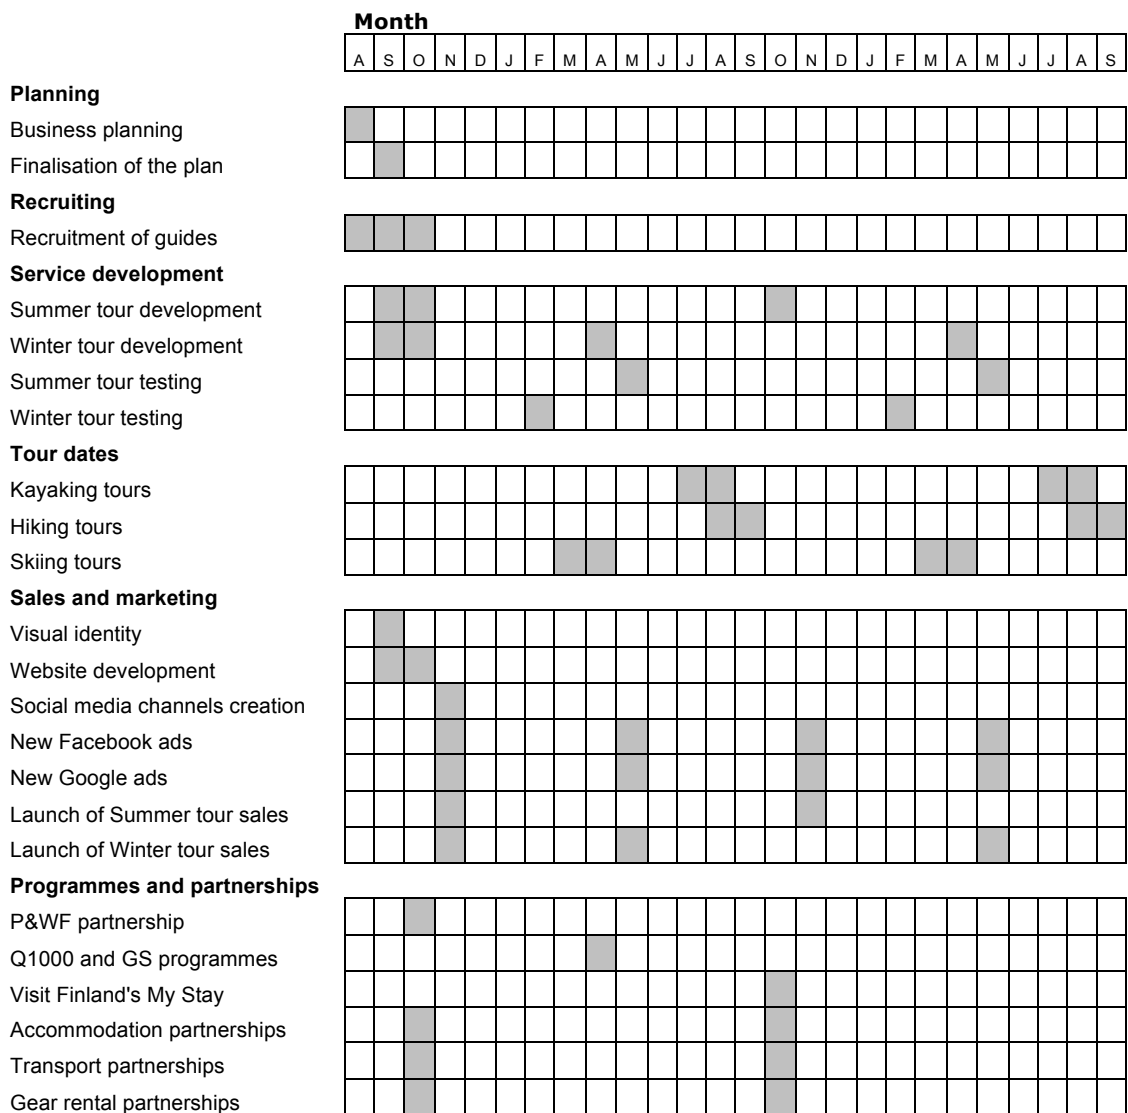 Month
A S O N D J F M A M J J A S O N D J F M A M J J A S
Planning
Business planning
Finalisation of the plan
Recruiting
Recruitment of guides
Service development
Summer tour development
Winter tour development
Summer tour testing
Winter tour testing
Tour dates
Kayaking tours
Hiking tours
Skiing tours
Sales and marketing
Visual identity
Website development
Social media channels creation
New Facebook ads
New Google ads
Launch of Summer tour sales
Launch of Winter tour sales
Programmes and partnerships
P&WF partnership
Q1000 and GS programmes
Visit Finland's My Stay
Accommodation partnerships
Transport partnerships
Gear rental partnerships